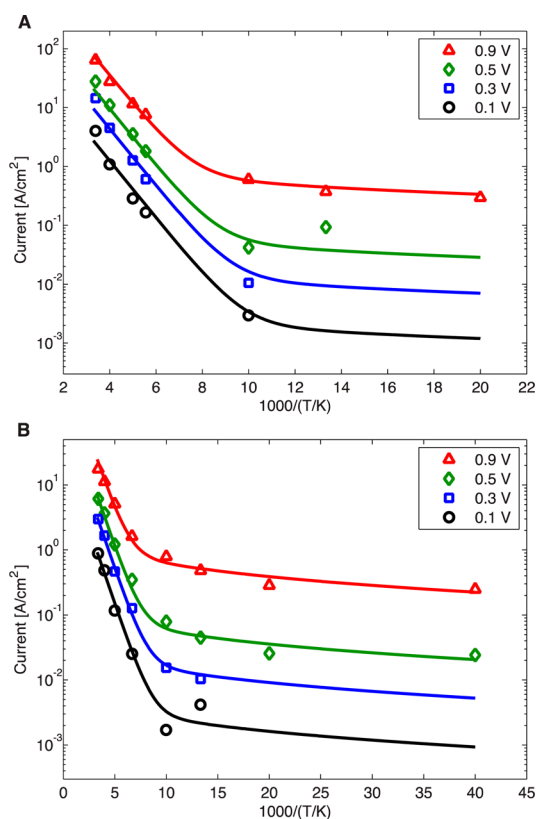 A
10^2
10^1
10^0
10^-1
10^-2
10^-3
Current [A/cm^2]
0.9 V
0.5 V
0.3 V
0.1 V
2 4 6 8 10 12 14 16 18 20 22
1000/(T/K)
B
10^1
10^0
10^-1
10^-2
10^-3
Current [A/cm^2]
0.9 V
0.5 V
0.3 V
0.1 V
0 5 10 15 20 25 30 35 40 45
1000/(T/K)